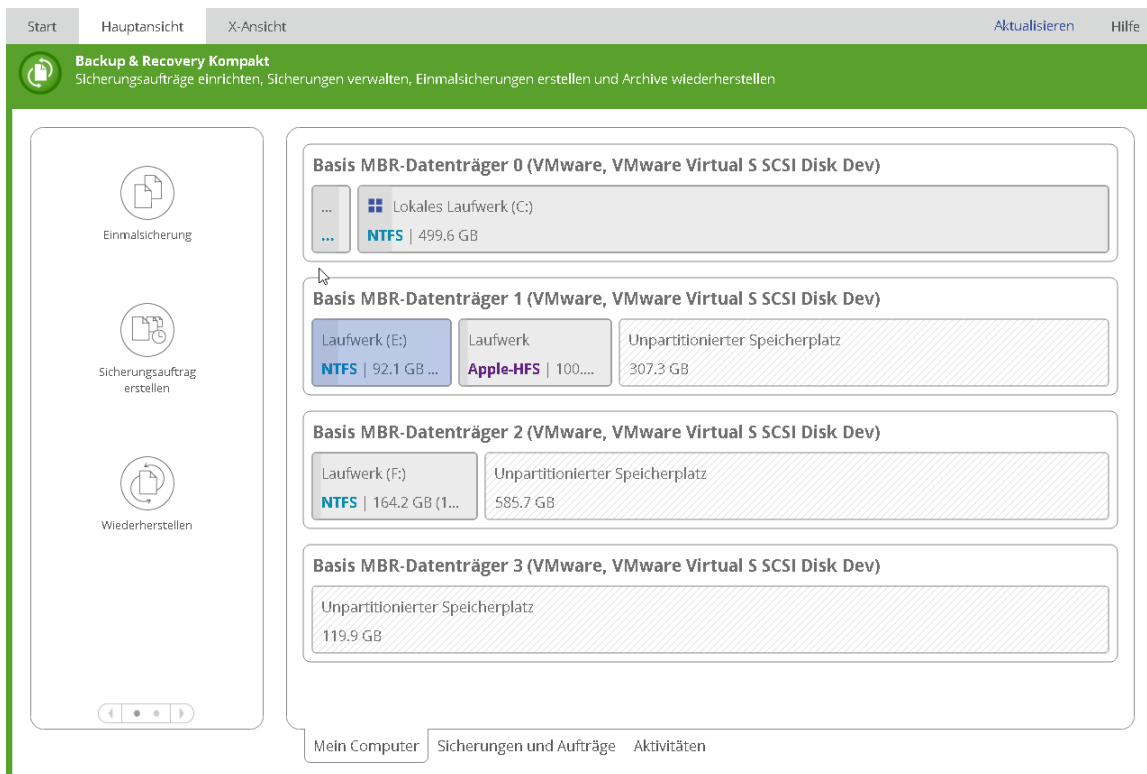 Start Hauptansicht X-Ansicht Aktualisieren Hilfe
Backup & Recovery Kompakt
Sicherungsaufträge einrichten, Sicherungen verwalten, Einmalsicherungen erstellen und Archive wiederherstellen
Einmalsicherung
Sicherungsauftrag
erstellen
Wiederherstellen
Basis MBR-Datenträger 0 (VMware, VMware Virtual S SCSI Disk Dev)
... Lokales Laufwerk (C:)
... NTFS | 499.6 GB
Basis MBR-Datenträger 1 (VMware, VMware Virtual S SCSI Disk Dev)
Laufwerk (E:) Laufwerk Unpartitionierter Speicherplatz
NTFS | 92.1 GB ... Apple-HFS | 100.... 307.3 GB
Basis MBR-Datenträger 2 (VMware, VMware Virtual S SCSI Disk Dev)
Laufwerk (F:) Unpartitionierter Speicherplatz
NTFS | 164.2 GB (1... 585.7 GB
Basis MBR-Datenträger 3 (VMware, VMware Virtual S SCSI Disk Dev)
Unpartitionierter Speicherplatz
119.9 GB
Mein Computer Sicherungen und Aufträge Aktivitäten